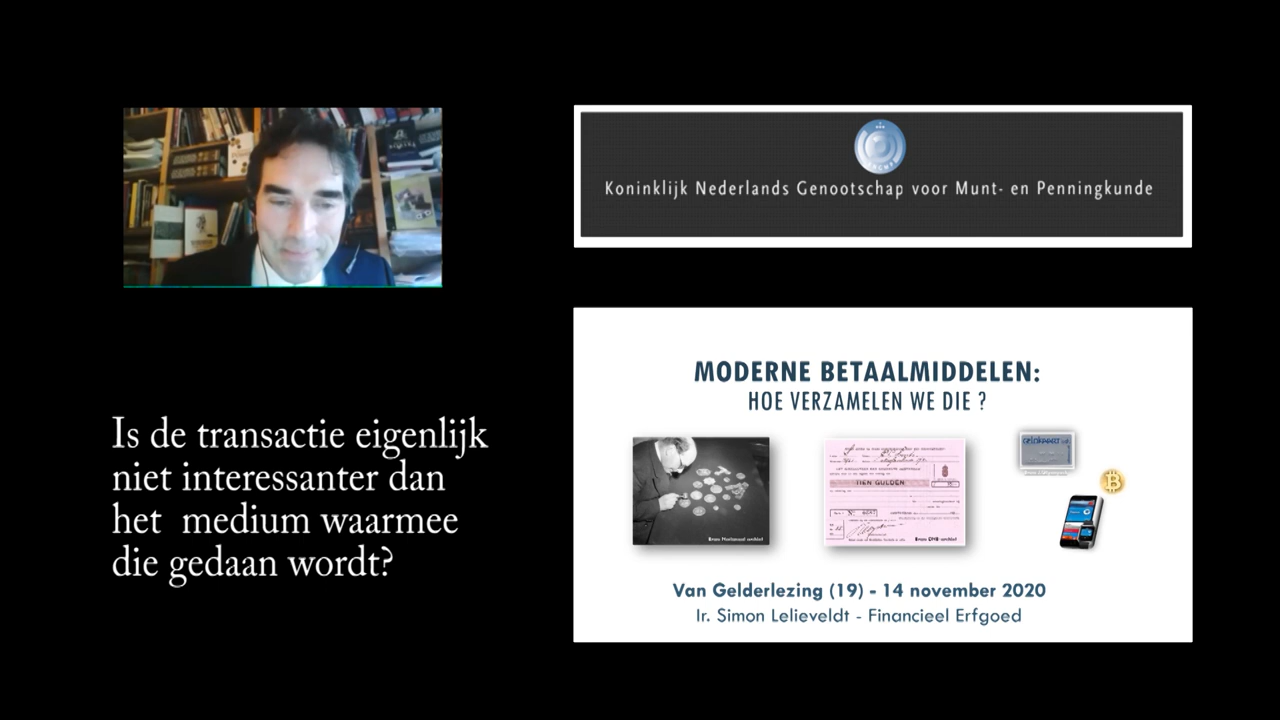 Koninklijk Nederlands Genootschap voor Munt- en Penningkunde
MODERNE BETAALMIDDELEN:
HOE VERZAMELEN WE DIE ?
TIEN GULDEN
Van Gelderlezing (19) - 14 november 2020
Ir. Simon Lelieveldt - Financieel Erfgoed
Is de transactie eigenlijk
niet interessanter dan
het medium waarmee
die gedaan wordt?